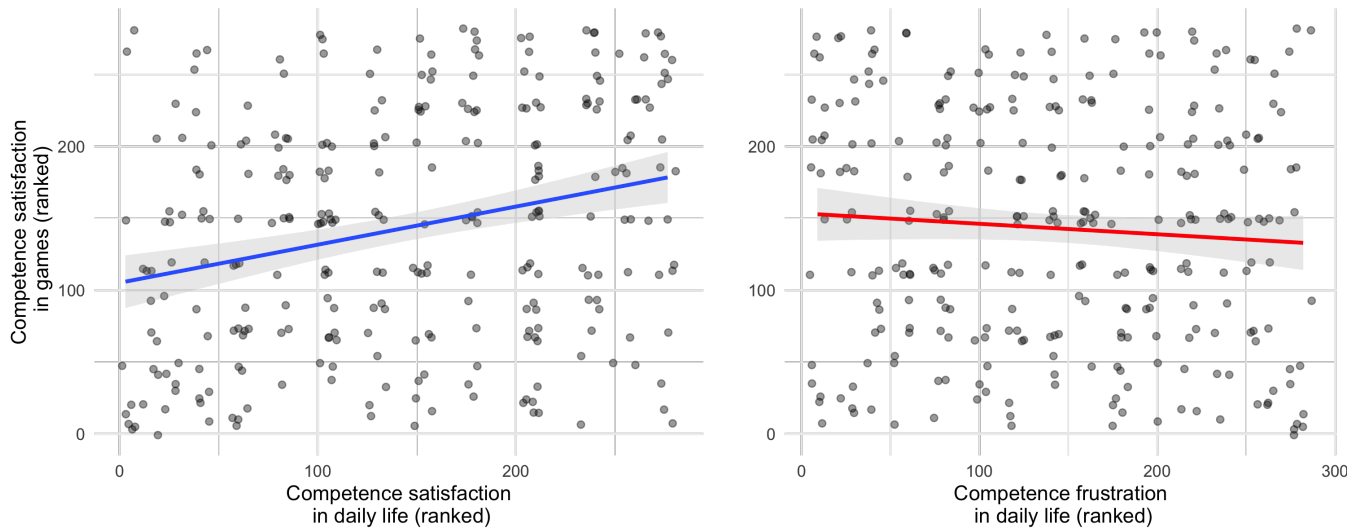 Competence satisfaction
in games (ranked)
200
100
0
0
100
200
Competence satisfaction
in daily life (ranked)
200
100
0
0
100
200
300
Competence frustration
in daily life (ranked)